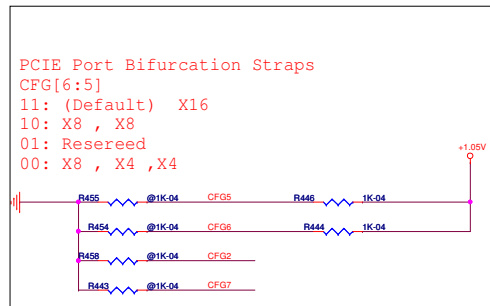 PCIE Port Bifurcation Straps
CFG[6:5]
11: (Default) X16
10: X8 , X8
01: Resereed
00: X8 , X4 ,X4
+1.05V
R455 @1K-04 CFG5 R446 1K-04
R454 @1K-04 CFG6 R444 1K-04
R458 @1K-04 CFG2
R443 @1K-04 CFG7